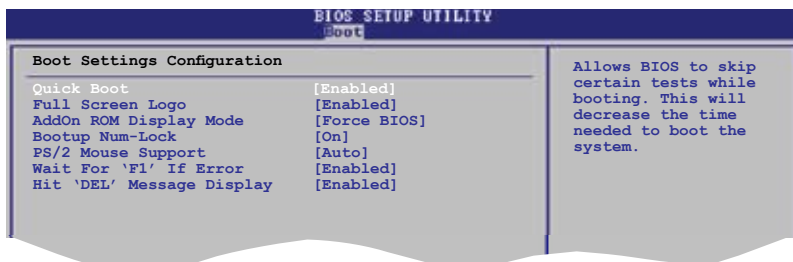 BIOS SETUP UTILITY
Boot
Boot Settings Configuration
Quick Boot [Enabled]
Full Screen Logo [Enabled]
AddOn ROM Display Mode [Force BIOS]
Bootup Num-Lock [On]
PS/2 Mouse Support [Auto]
Wait For ‘F1’ If Error [Enabled]
Hit ‘DEL’ Message Display [Enabled]
Allows BIOS to skip
certain tests while
booting. This will
decrease the time
needed to boot the
system.